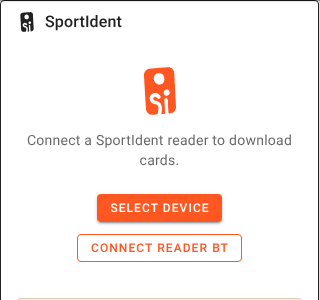 SportIdent
Si
Connect a SportIdent reader to download
cards.
SELECT DEVICE
CONNECT READER BT